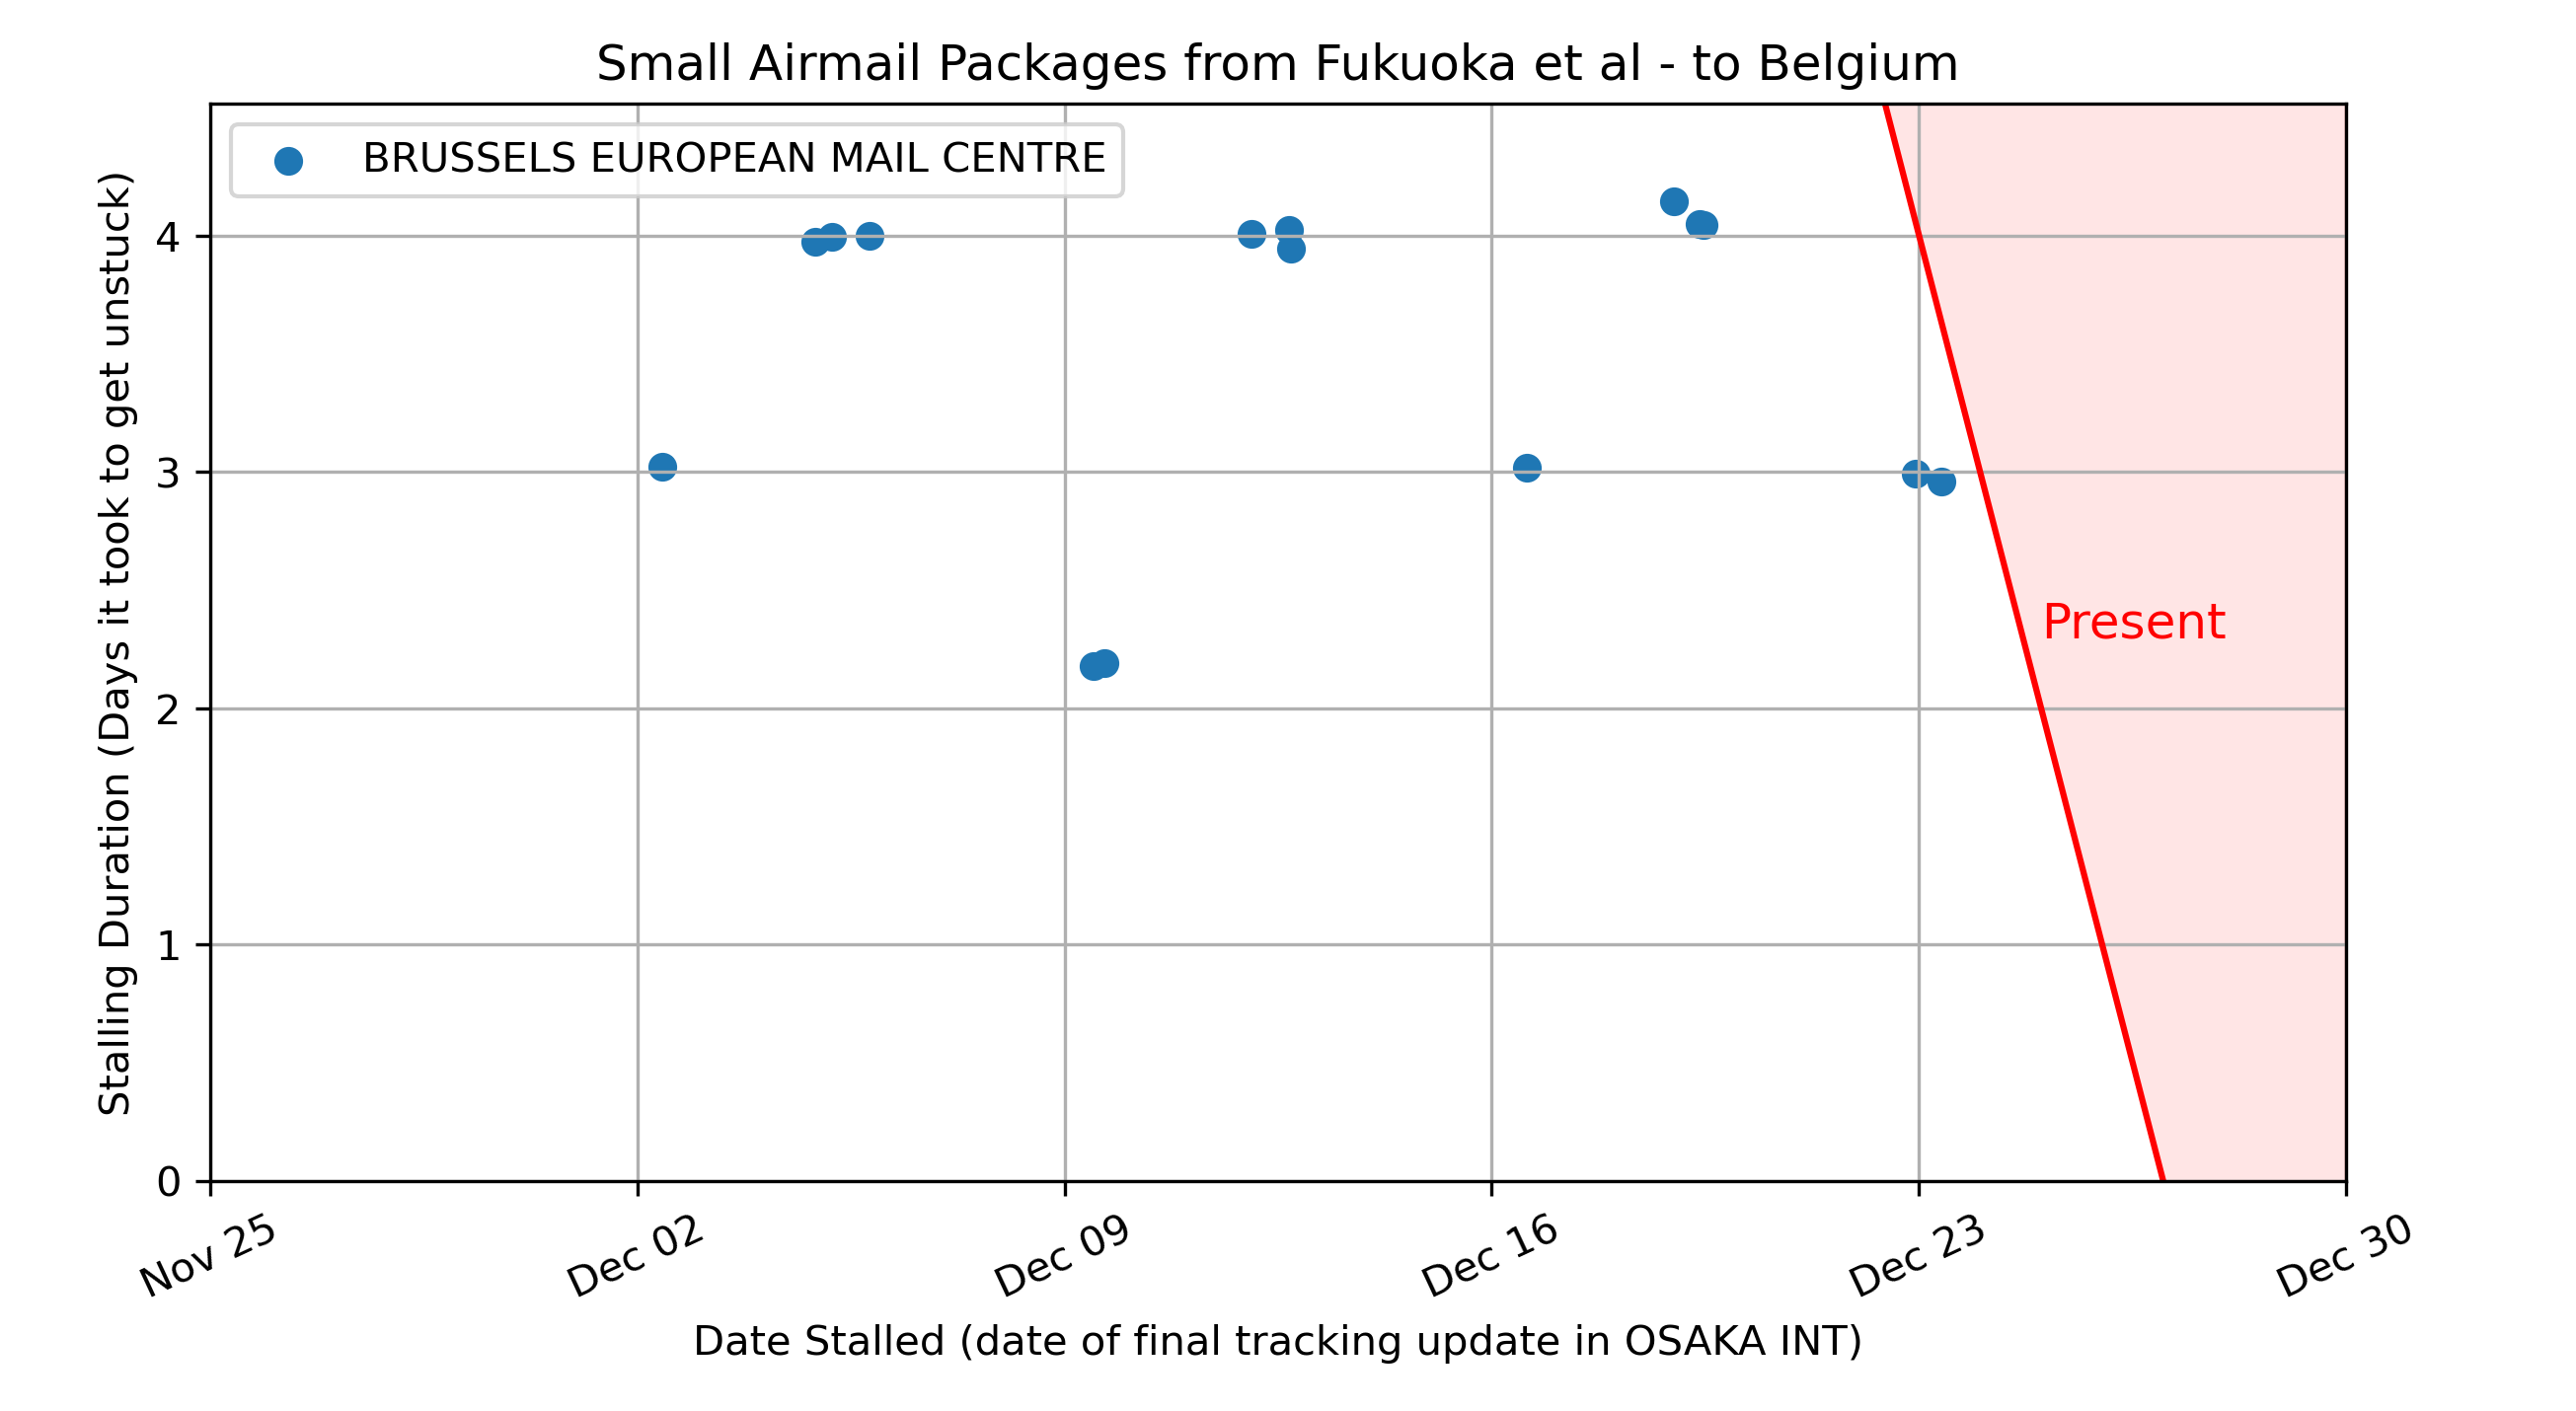 Small Airmail Packages from Fukuoka et al - to Belgium
BRUSSELS EUROPEAN MAIL CENTRE
Stalling Duration (Days it took to get unstuck)
4
3
2
1
0
Present
Nov 25
Dec 02
Dec 09
Dec 16
Dec 23
Dec 30
Date Stalled (date of final tracking update in OSAKA INT)